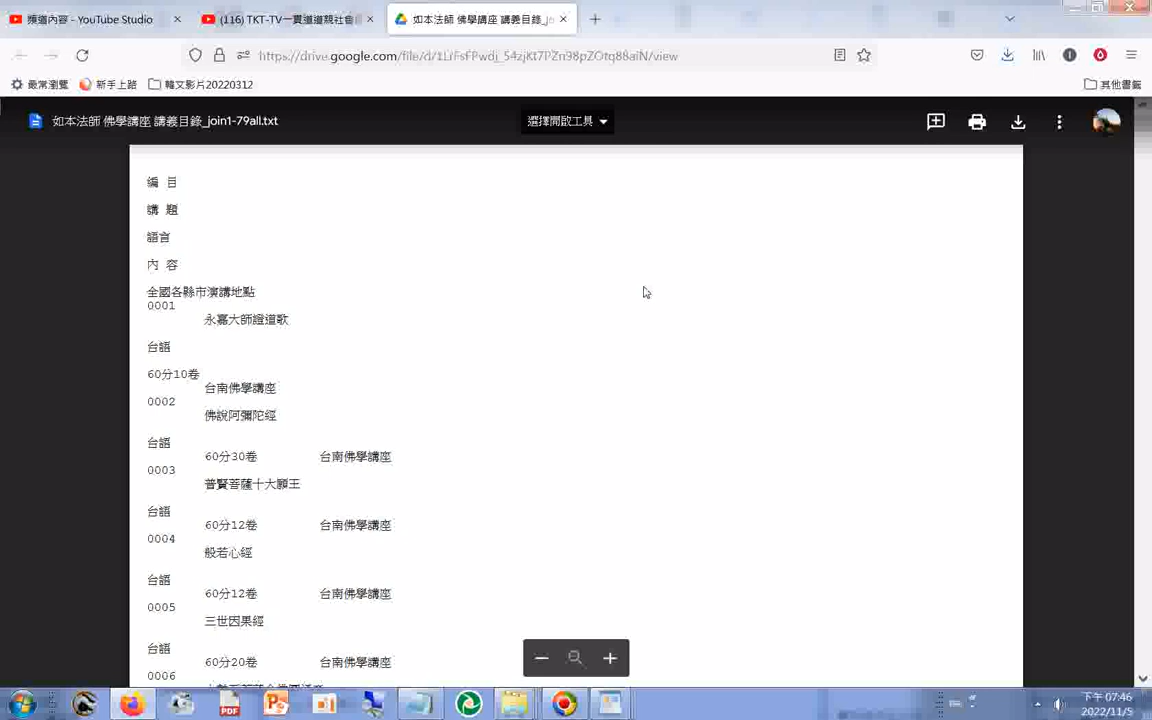 頻道內容 - YouTube Studio
(116) TKT-TV一貫道道親社自
如本法師 佛學講座 講義目錄_jo
https://drive.google.com/file/d/1LrFsFPwdj_54zjKt7PZn98pZOtq88aiN/view
最常瀏覽
新手上路
韓文影片20220312
其他書籤
如本法師 佛學講座 講義目錄_join1-79all.txt
選擇開啟工具
編 目
講 題
語言
內 容
全國各縣市演講地點
0001
永嘉大師證道歌
台語
60分10卷
台南佛學講座
0002
佛說阿彌陀經
台語
60分30卷 台南佛學講座
0003
普賢菩薩十大願王
台語
60分12卷 台南佛學講座
0004
般若心經
台語
60分12卷 台南佛學講座
0005
三世因果經
台語
60分20卷 台南佛學講座
0006
下午 07:46
2022/11/5